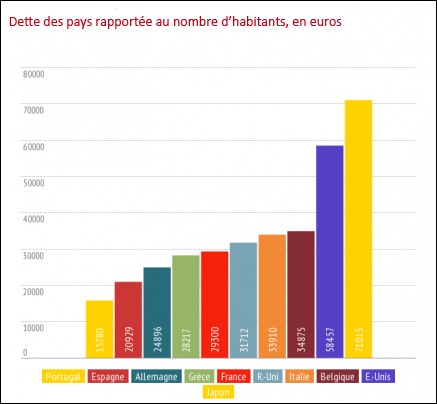 Dette des pays rapportée au nombre d'habitants, en euros
80000
70000
60000
50000
40000
30000
20000
10000
0
15780 20929 24896 28217 29300 31712 33910 34875 58457 71015
Portugal Espagne Allemagne Grèce France R-Uni Italie Belgique E.-Unis
Japon